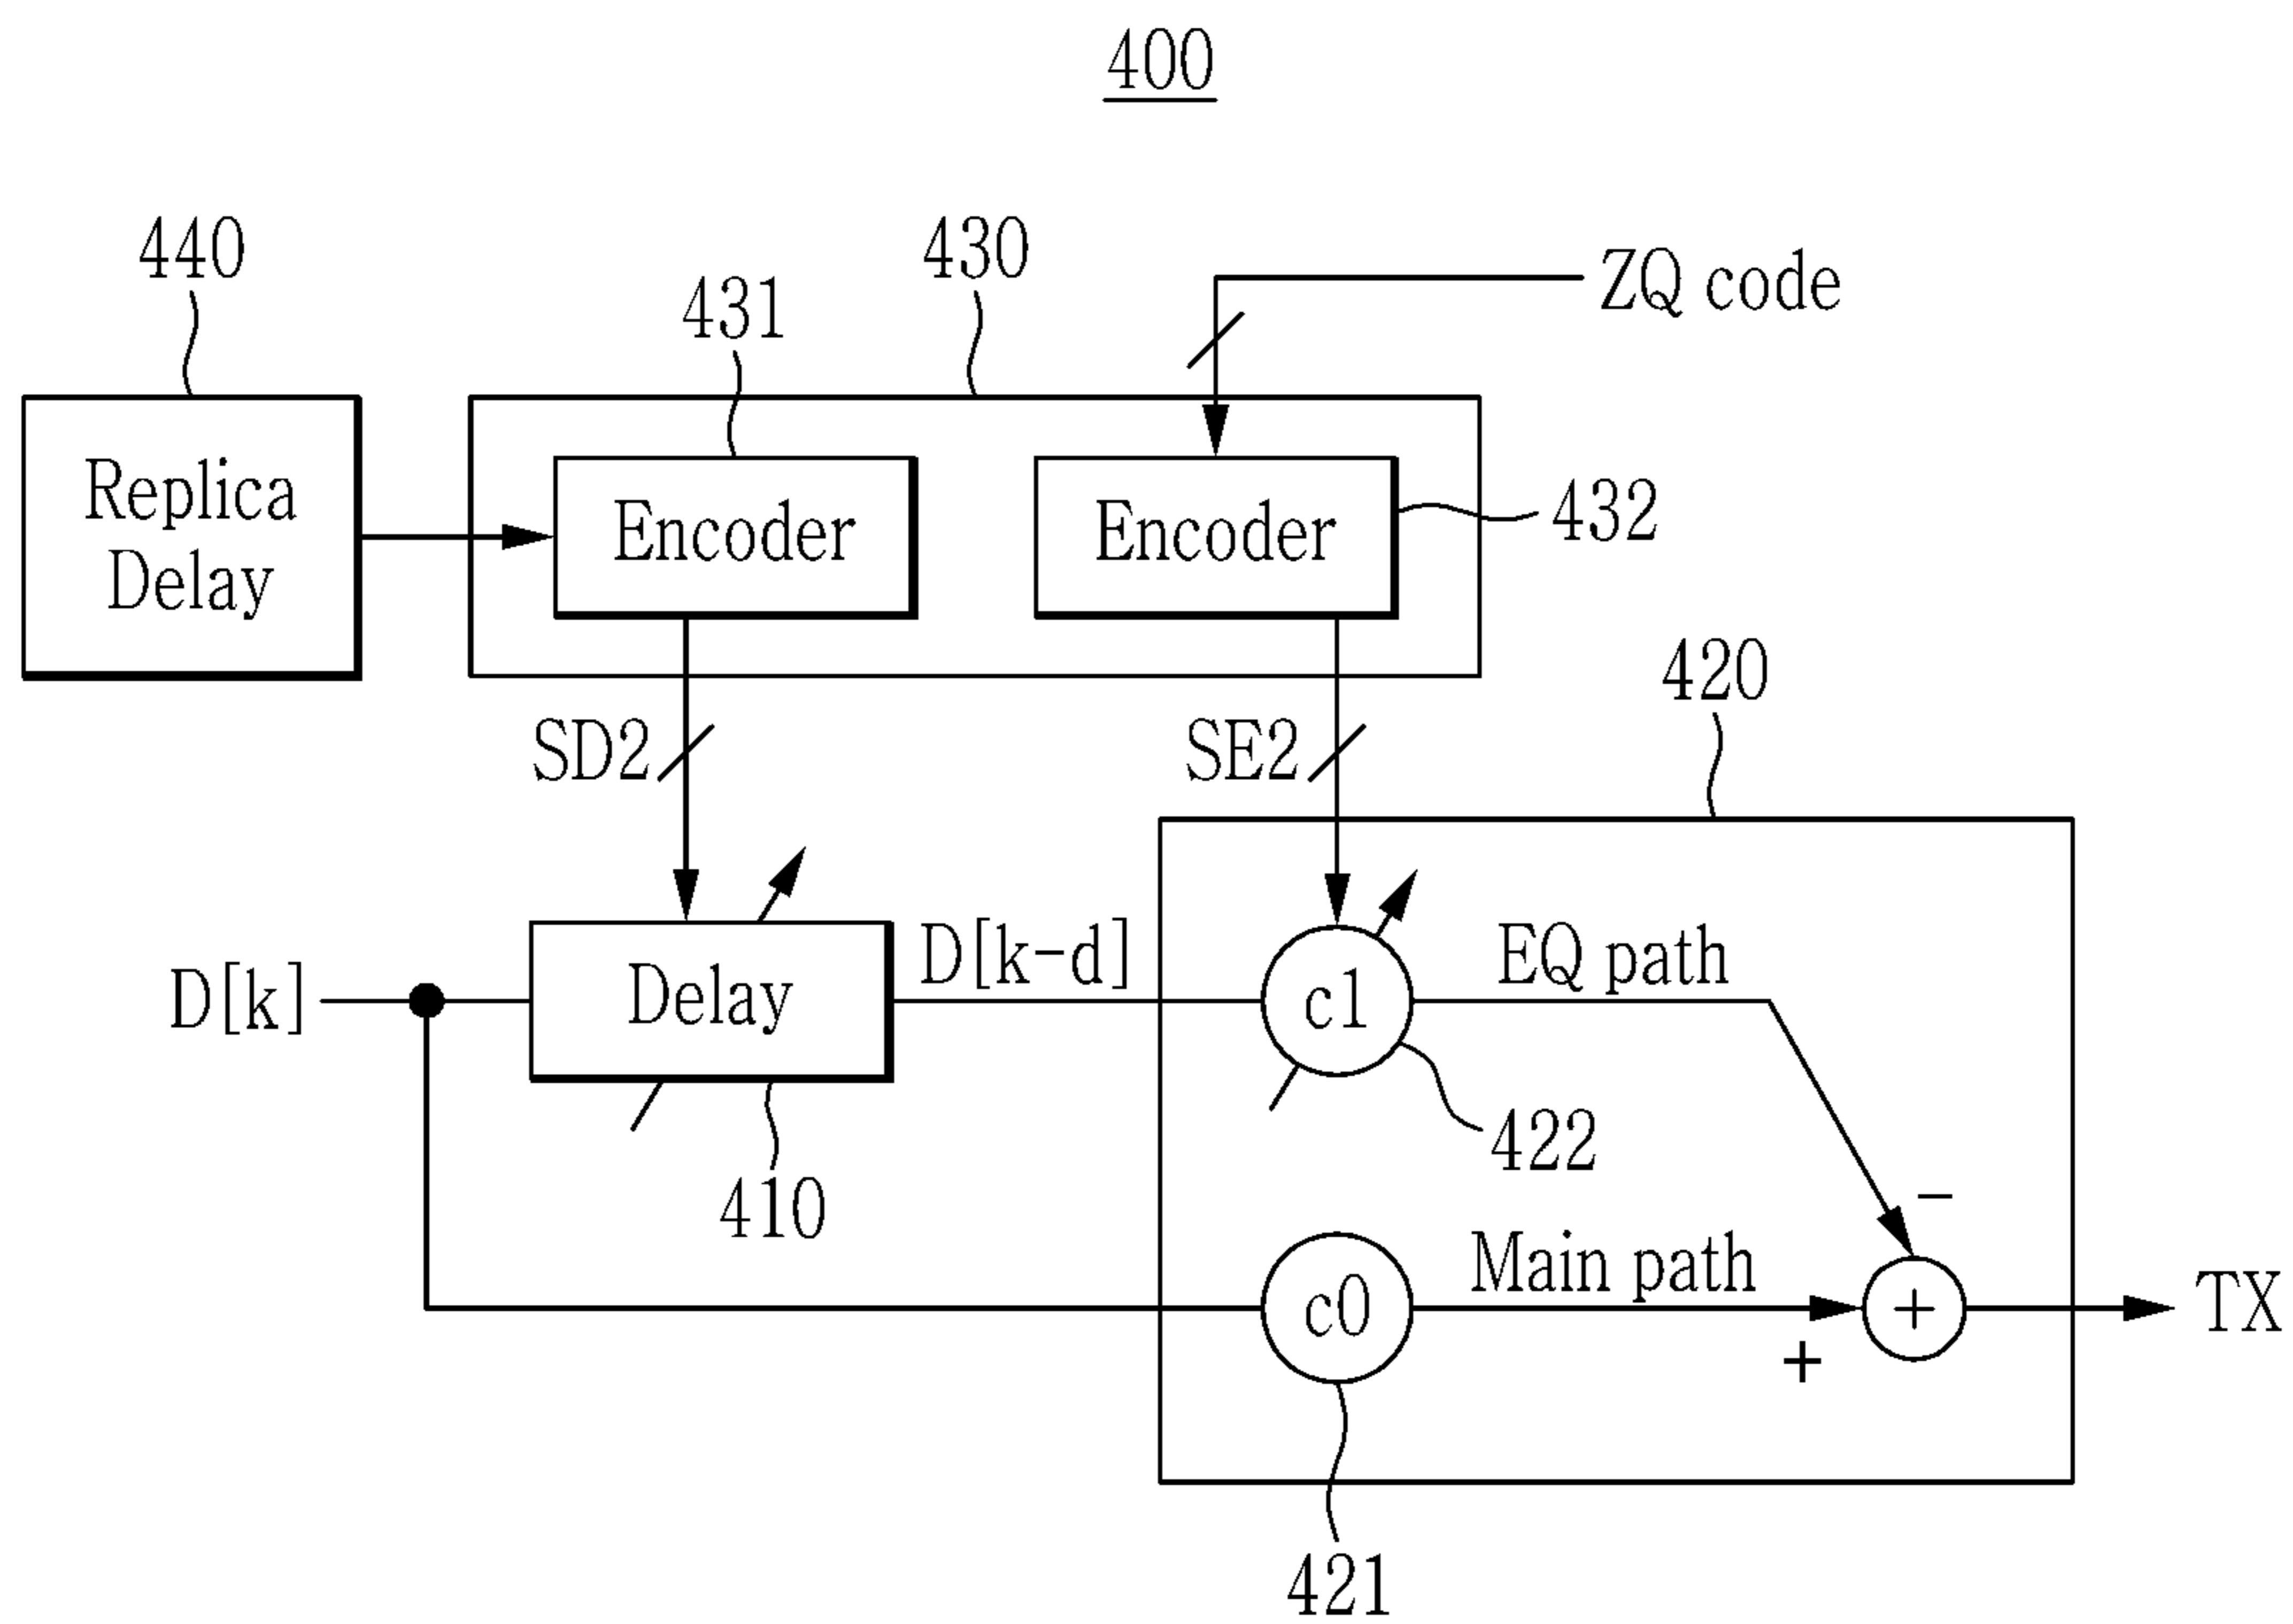 400
440
430
431
ZQ code
Replica
Delay
Encoder
Encoder
432
SD2
SE2
420
D[k]
Delay
D[k-d]
c1
EQ path
422
410
-
Main path
c0
+
+
TX
421